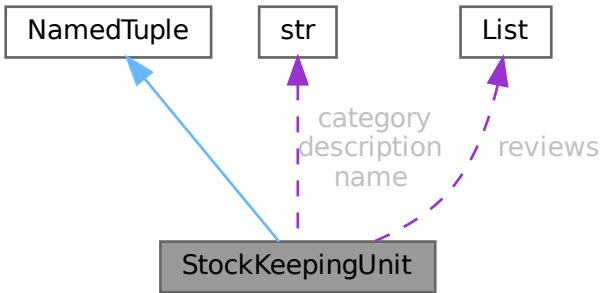 NamedTuple
str
List
category
description
name
reviews
StockKeepingUnit